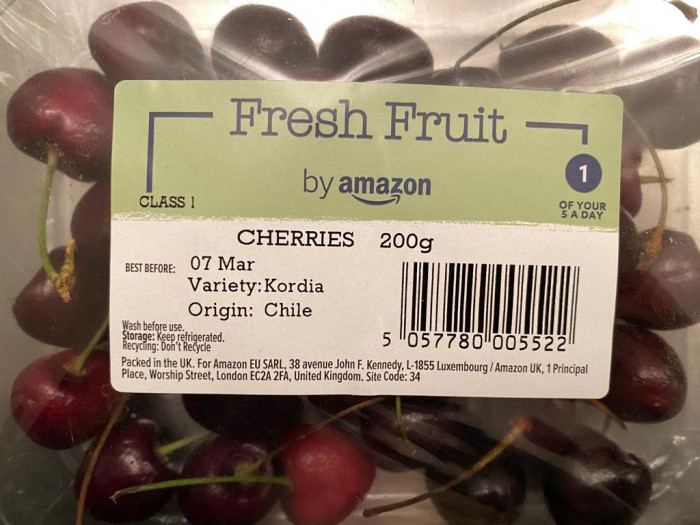 Fresh Fruit
by amazon
CLASS 1
1
OF YOUR
5 A DAY
CHERRIES 200g
BEST BEFORE: 07 Mar
Variety:Kordia
Origin: Chile
Wash before use.
Storage: Keep refrigerated.
Recycling: Don't Recycle
5 057780 005522
Packed in the UK. For Amazon EU SARL, 38 avenue John F. Kennedy, L-1855 Luxembourg / Amazon UK, 1 Principal
Place, Worship Street, London EC2A 2FA, United Kingdom. Site Code: 34